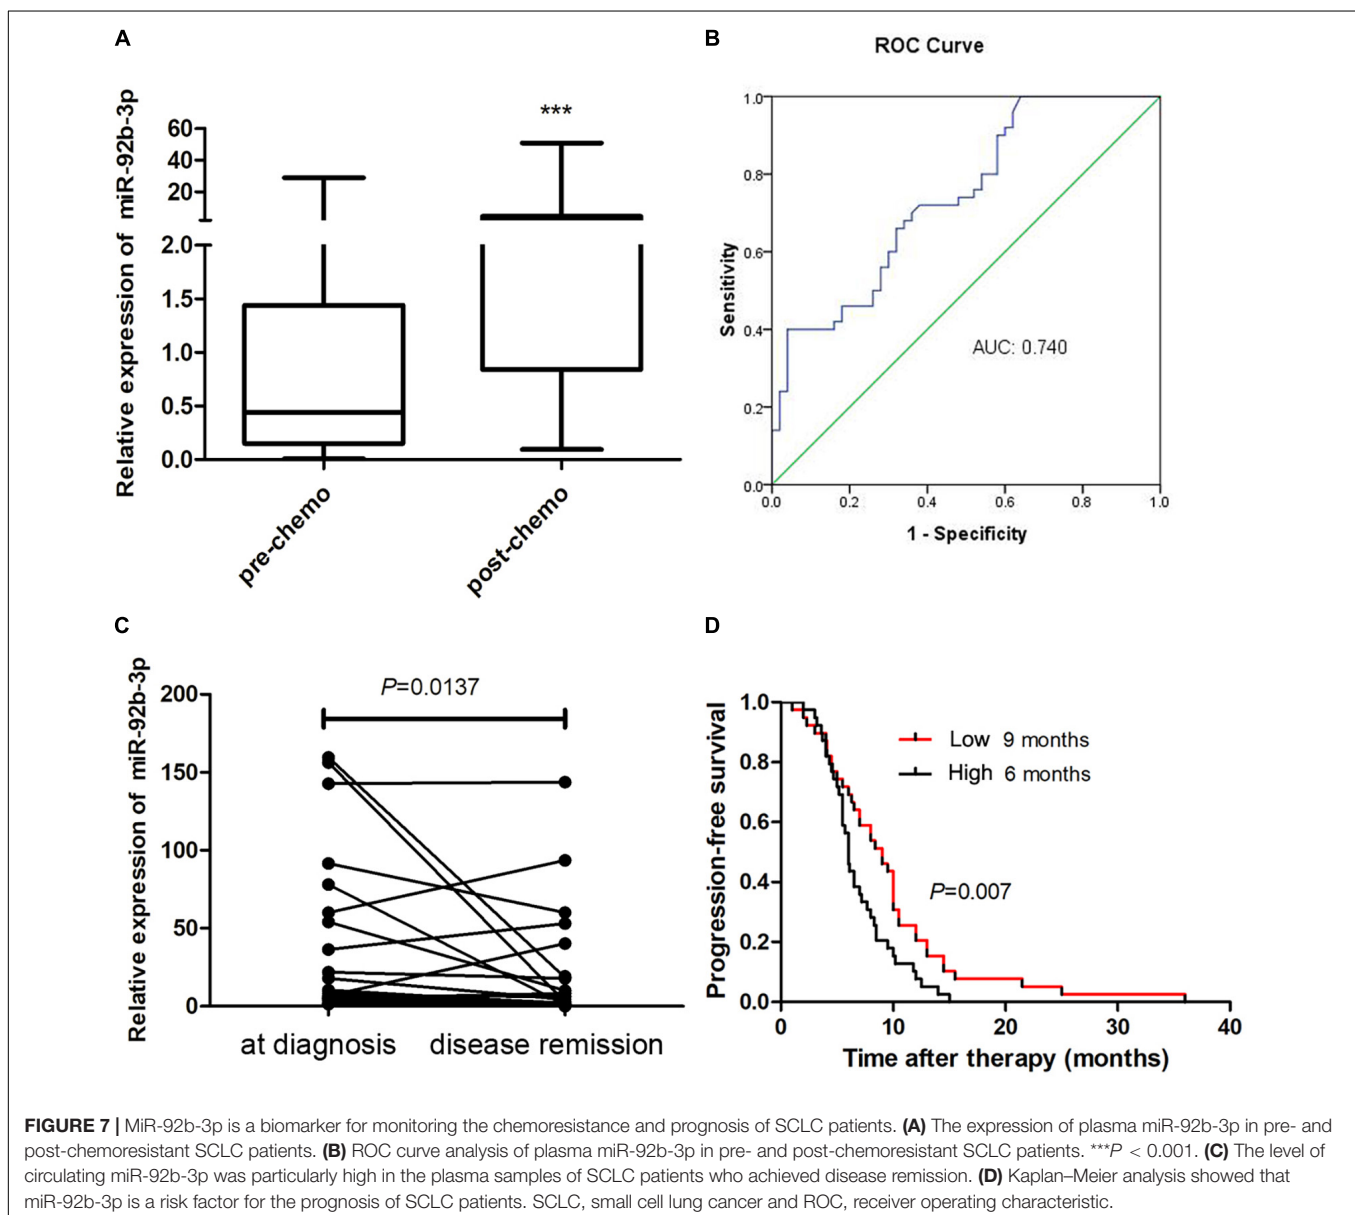 A
Relative expression of miR-92b-3p
60
40
20
2.0
1.5
1.0
0.5
0.0
***
pre-chemo
post-chemo
B
ROC Curve
Sensitivity
1.0
0.8
0.6
0.4
0.2
0.0
AUC: 0.740
0.0 0.2 0.4 0.6 0.8 1.0
1 - Specificity
C
Relative expression of miR-92b-3p
200
150
100
50
0
P=0.0137
at diagnosis disease remission
D
Progression-free survival
1.0
0.8
0.6
0.4
0.2
0.0
Low 9 months
High 6 months
P=0.007
0 10 20 30 40
Time after therapy (months)
FIGURE 7 | MiR-92b-3p is a biomarker for monitoring the chemoresistance and prognosis of SCLC patients. (A) The expression of plasma miR-92b-3p in pre- and
post-chemoresistant SCLC patients. (B) ROC curve analysis of plasma miR-92b-3p in pre- and post-chemoresistant SCLC patients. ***P < 0.001. (C) The level of
circulating miR-92b-3p was particularly high in the plasma samples of SCLC patients who achieved disease remission. (D) Kaplan–Meier analysis showed that
miR-92b-3p is a risk factor for the prognosis of SCLC patients. SCLC, small cell lung cancer and ROC, receiver operating characteristic.